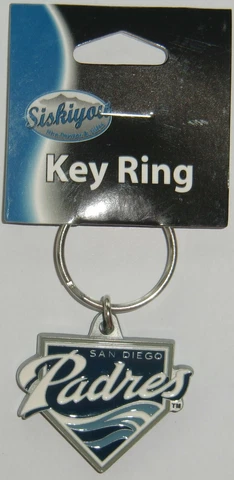 Siskiyou
Key Ring
SAN DIEGO
Padres
TM